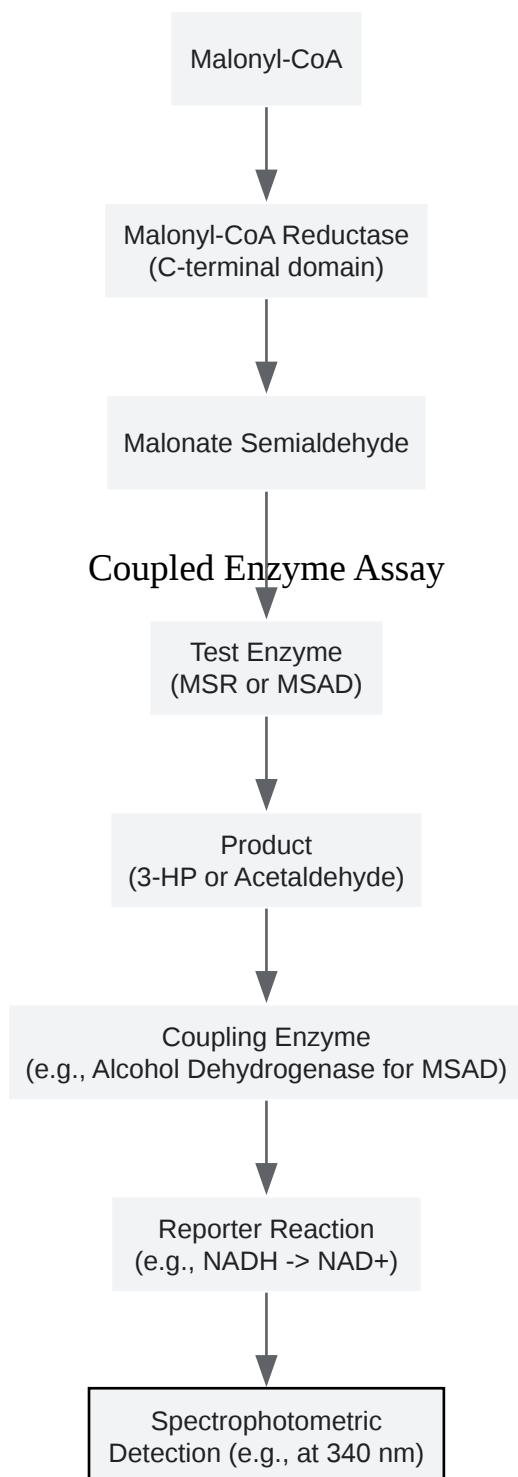 Malonyl-CoA
Malonyl-CoA Reductase
(C-terminal domain)
Malonate Semialdehyde
Coupled Enzyme Assay
Test Enzyme
(MSR or MSAD)
Product
(3-HP or Acetaldehyde)
Coupling Enzyme
(e.g., Alcohol Dehydrogenase for MSAD)
Reporter Reaction
(e.g., NADH -> NAD+)
Spectrophotometric
Detection (e.g., at 340 nm)